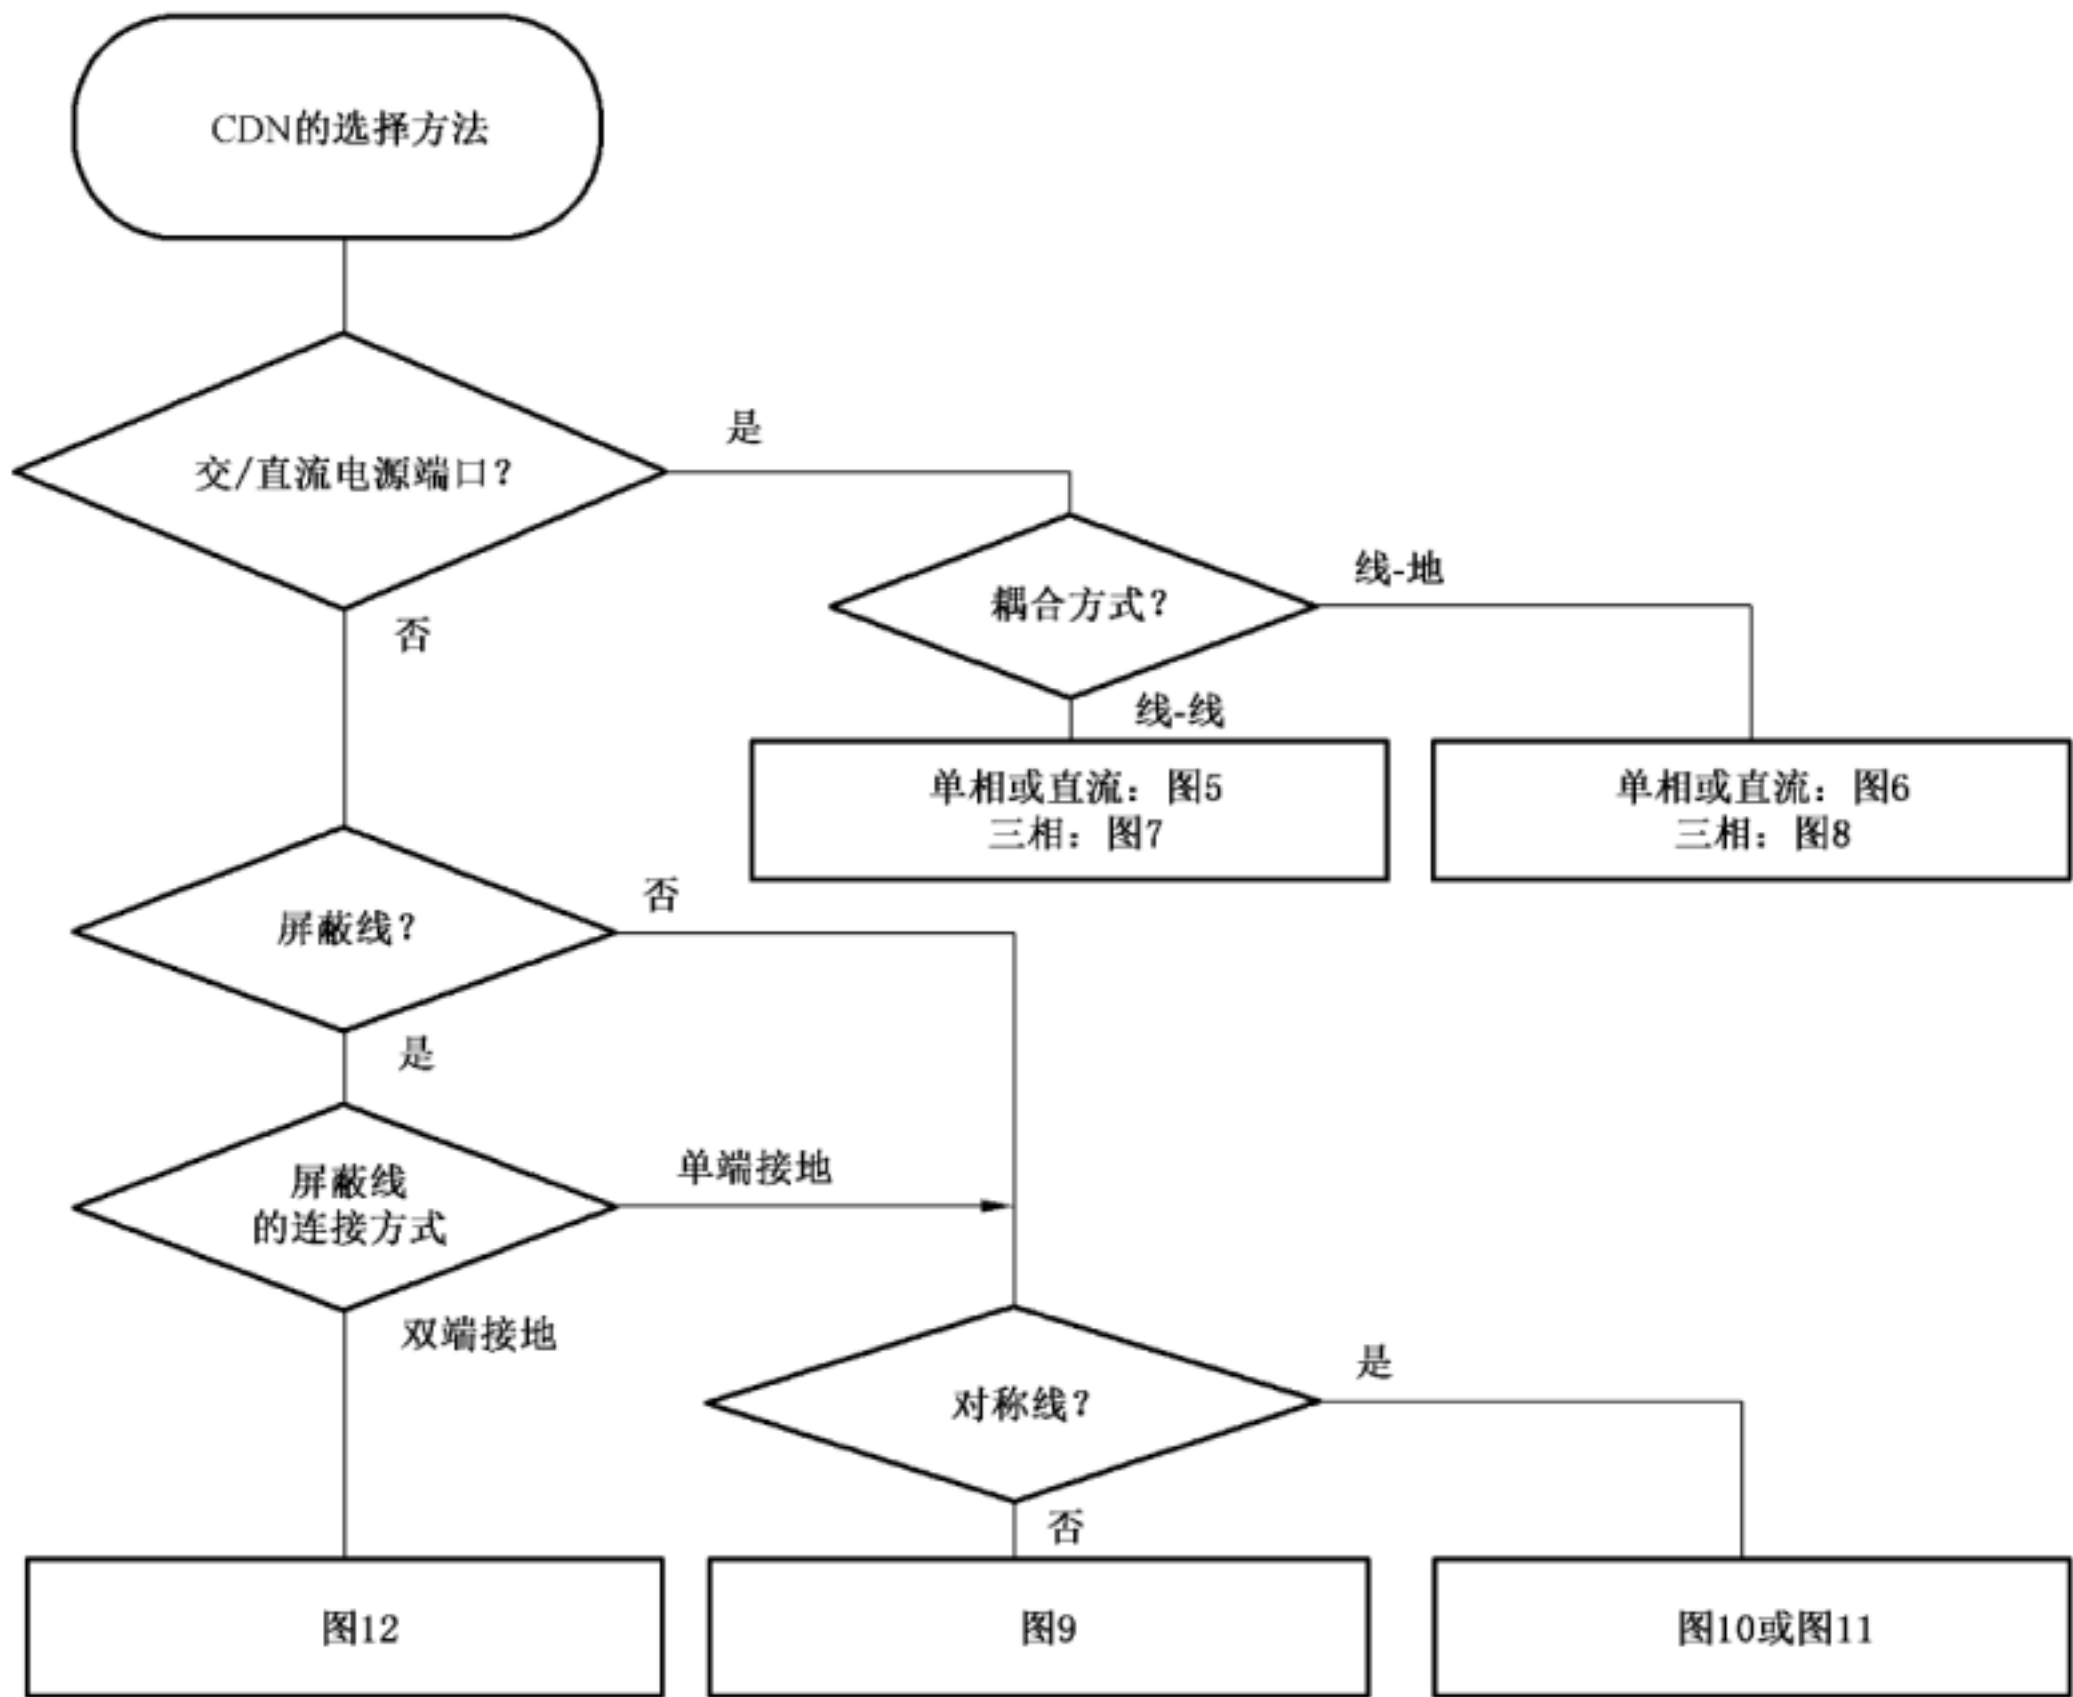 CDN的选择方法
是
交/直流电源端口?
线-地
耦合方式?
否
线-线
单相或直流：图5
三相：图7
单相或直流：图6
三相：图8
否
屏蔽线?
是
单端接地
屏蔽线
的连接方式
双端接地
是
对称线?
否
图12
图9
图10或图11